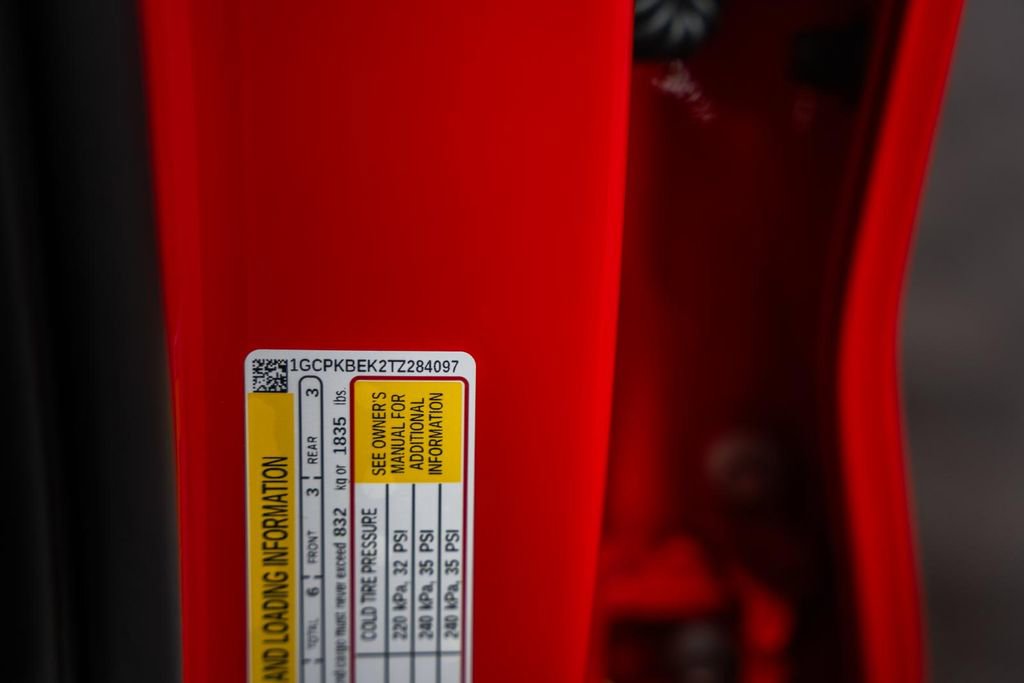 1GCPKBEK2TZ284097
AND LOADING INFORMATION
TOTAL 6 FRONT 3 REAR 3
and cargo must never exceed 832 kg or 1835 lbs.
COLD TIRE PRESSURE
220 kPa, 32 PSI
240 kPa, 35 PSI
240 kPa, 35 PSI
SEE OWNER'S
MANUAL FOR
ADDITIONAL
INFORMATION